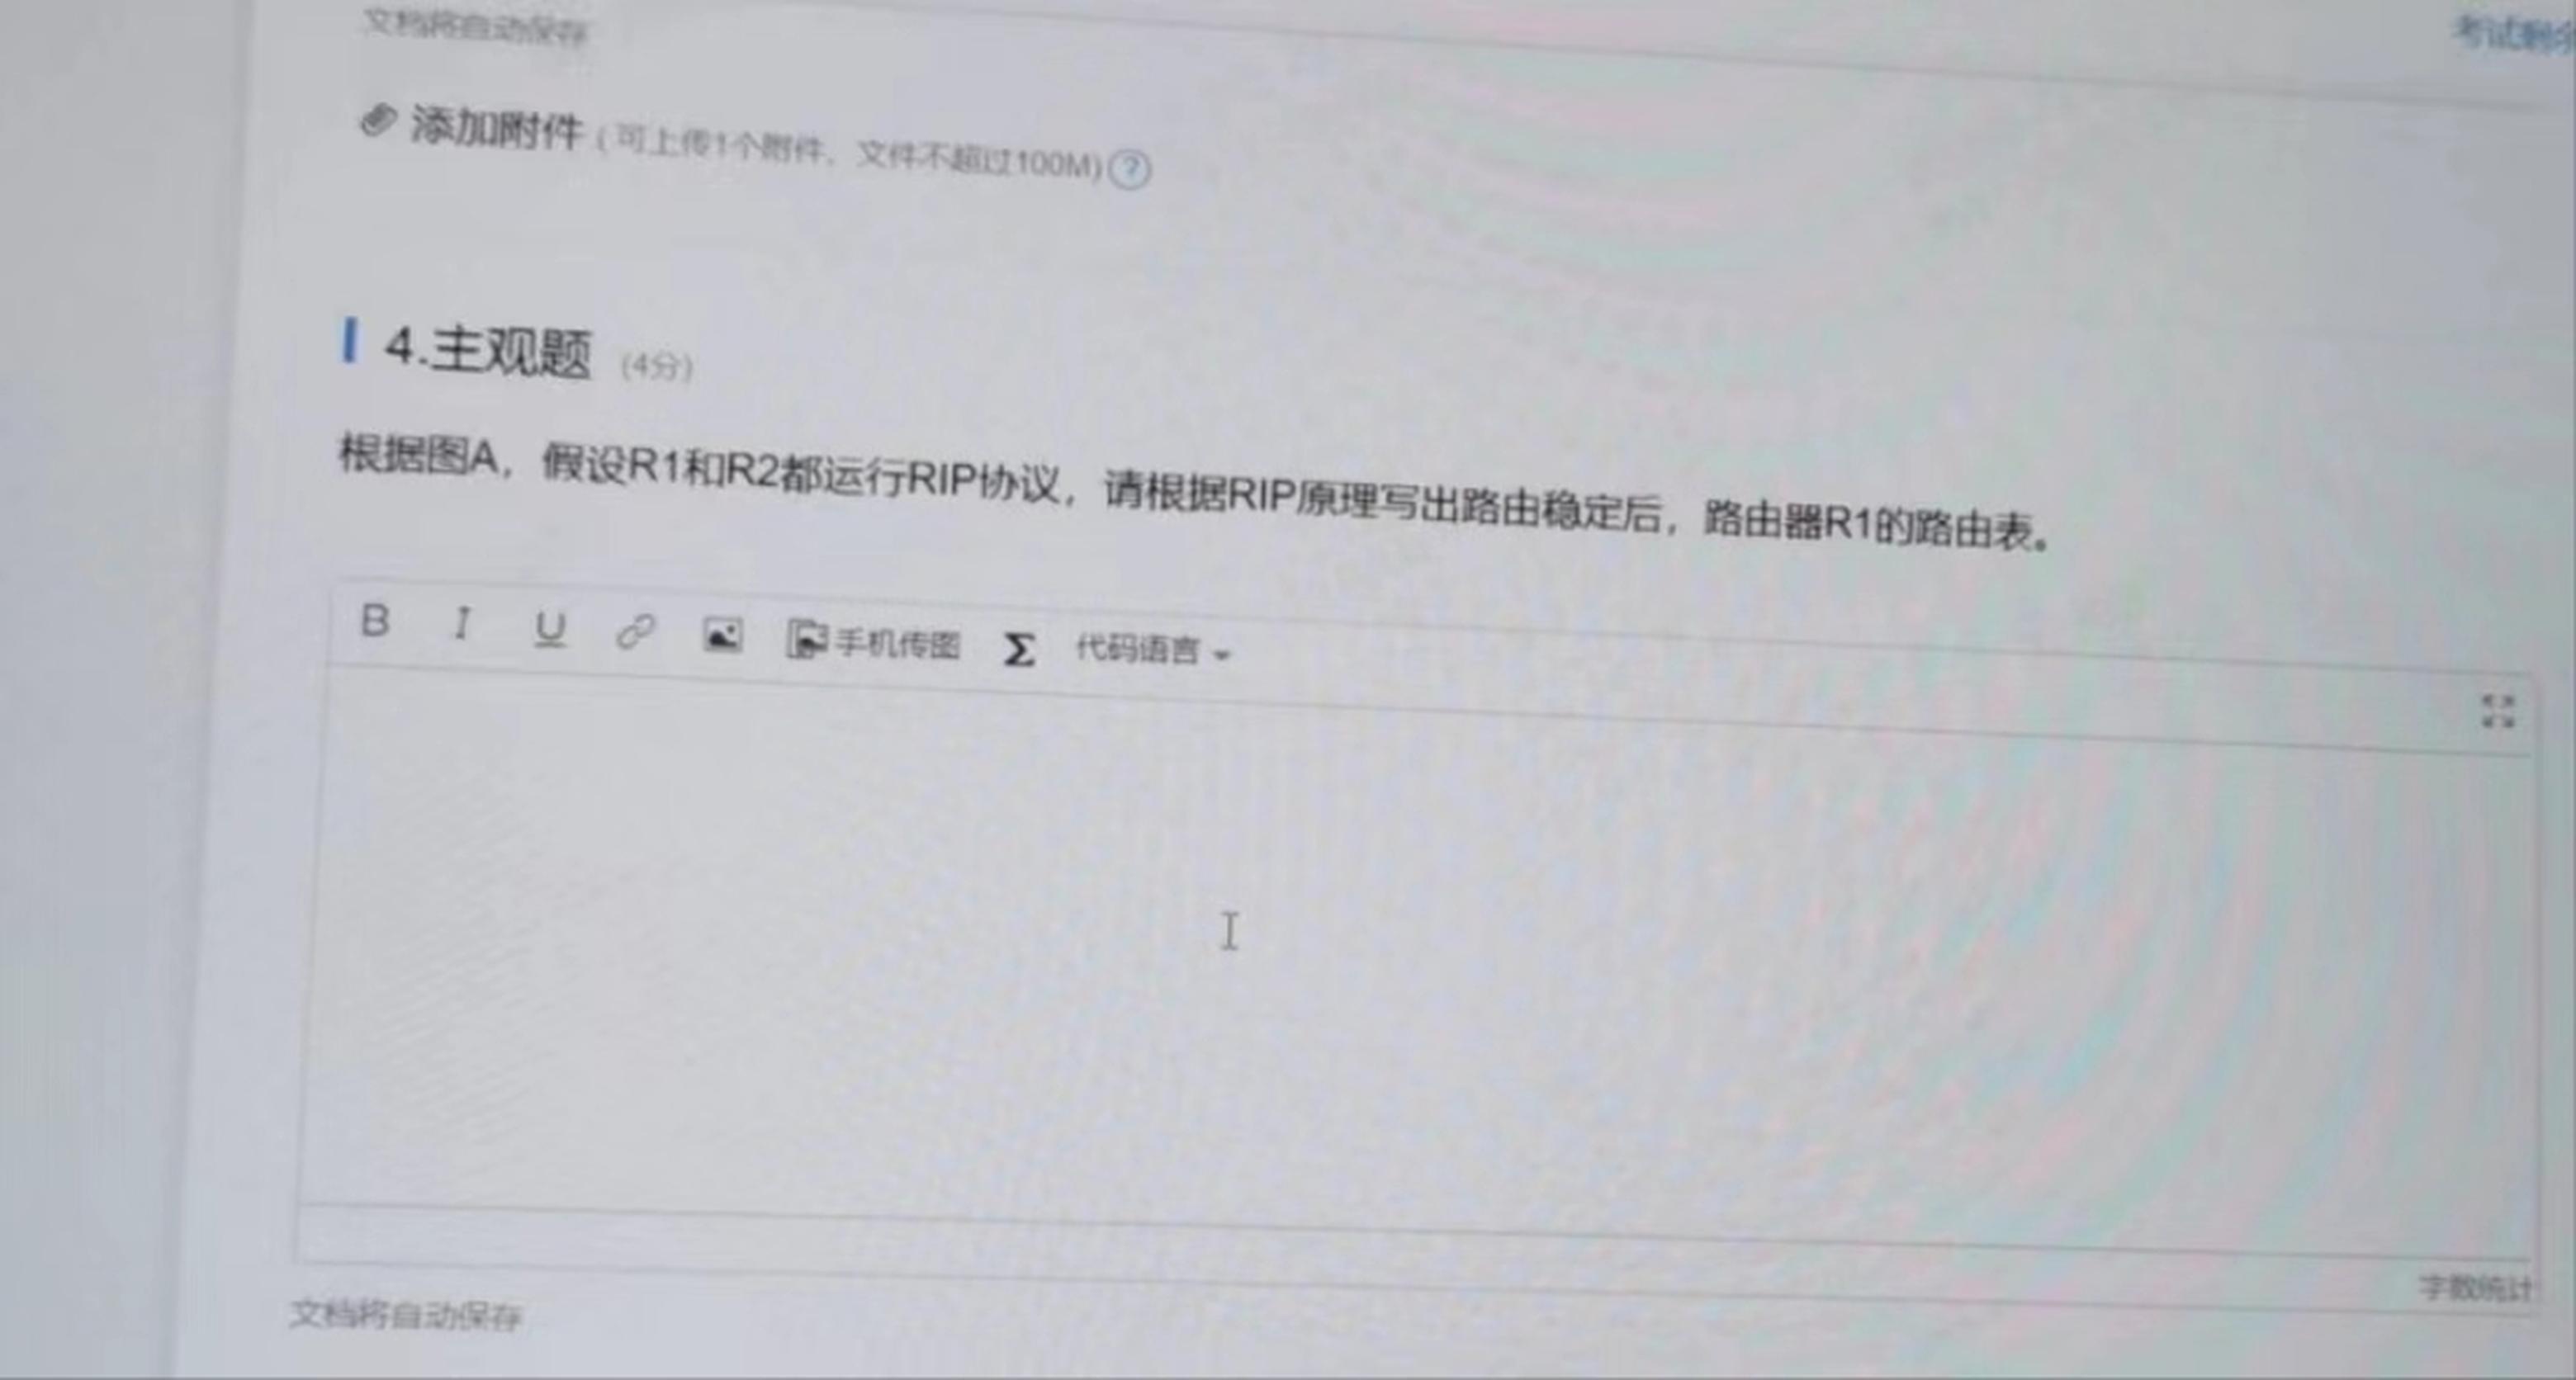 文档将自动保存
考试剩余
添加附件 (可上传1个附件，文件不超过100M) ?
4.主观题 (4分)
根据图A，假设R1和R2都运行RIP协议，请根据RIP原理写出路由稳定后，路由器R1的路由表。
B I U 手机传图 Σ 代码语言
字数统计
文档将自动保存